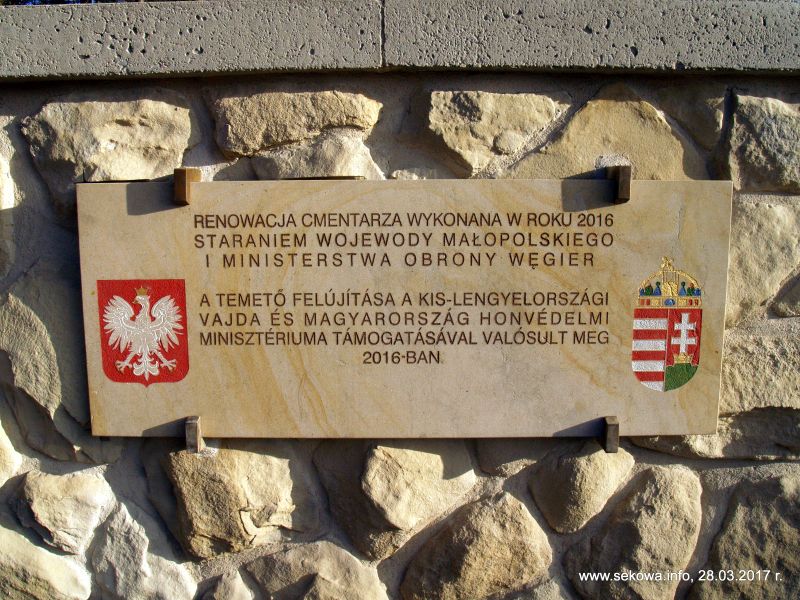 RENOWACJA CMENTARZA WYKONANA W ROKU 2016
STARANIEM WOJEWODY MAŁOPOLSKIEGO
I MINISTERSTWA OBRONY WĘGIER
A TEMETŐ FELÚJÍTÁSA A KIS-LENGYELORSZÁGI
VAJDA ÉS MAGYARORSZÁG HONVÉDELMI
MINISZTÉRIUMA TÁMOGATÁSÁVAL VALÓSULT MEG
2016-BAN
www.sekowa.info, 28.03.2017 r.